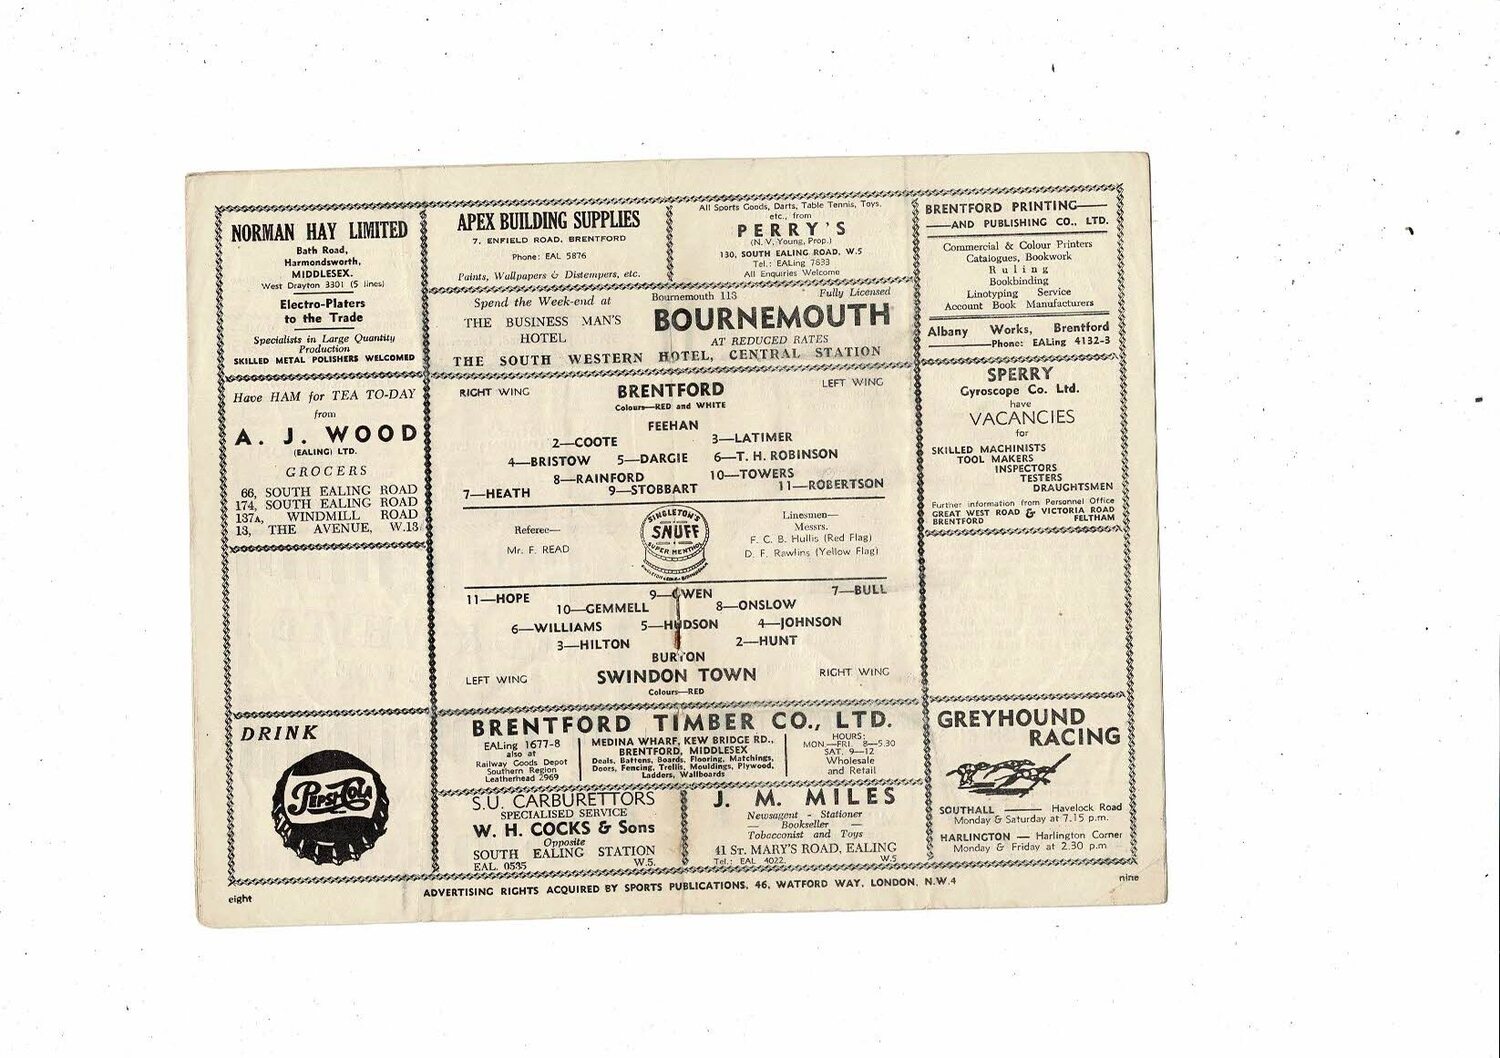 NORMAN HAY LIMITED
Bath Road,
Harmondsworth,
MIDDLESEX.
West Drayton 3301 (5 lines)
Electro-Platers
to the Trade
Specialists in Large Quantity
Production
SKILLED METAL POLISHERS WELCOMED
Have HAM for TEA TO-DAY
from
A. J. WOOD
(EALING) LTD.
GROCERS
66, SOUTH EALING ROAD
174, SOUTH EALING ROAD
137A, WINDMILL ROAD
13, THE AVENUE, W.13
DRINK
PEPSI-COLA
APEX BUILDING SUPPLIES
7, ENFIELD ROAD, BRENTFORD
Phone: EAL 5876
Paints, Wallpapers & Distempers, etc.
All Sports Goods, Darts, Table Tennis, Toys,
etc., from
PERRY'S
(N. V. Young, Prop.)
130, SOUTH EALING ROAD, W.5
Tel.: EALing 7833
All Enquiries Welcome
Spend the Week-end at
Bournemouth 113 Fully Licensed
THE BUSINESS MAN'S
HOTEL
BOURNEMOUTH
AT REDUCED RATES
THE SOUTH WESTERN HOTEL, CENTRAL STATION
RIGHT WING BRENTFORD LEFT WING
Colours—RED and WHITE
FEEHAN
2—COOTE 3—LATIMER
4—BRISTOW 5—DARGIE 6—T. H. ROBINSON
8—RAINFORD 10—TOWERS
7—HEATH 9—STOBBART 11—ROBERTSON
Referee—
Mr. F. READ
SINGLETON'S
SNUFF
SUPER MENTHOL
Linesmen—
Messrs.
F. C. B. Hullis (Red Flag)
D. F. Rawlins (Yellow Flag)
11—HOPE 9—OWEN 7—BULL
10—GEMMELL 8—ONSLOW
6—WILLIAMS 5—HUDSON 4—JOHNSON
3—HILTON 2—HUNT
BURTON
LEFT WING SWINDON TOWN RIGHT WING
Colours—RED
BRENTFORD TIMBER CO., LTD.
EALing 1677-8
also at
Railway Goods Depot
Southern Region
Leatherhead 2969
MEDINA WHARF, KEW BRIDGE RD.,
BRENTFORD, MIDDLESEX
Deals, Battens, Boards, Flooring, Matchings,
Doors, Fencing, Trellis, Mouldings, Plywood,
Ladders, Wallboards
HOURS:
MON.—FRI. 8—5.30
SAT. 9—12
Wholesale
and Retail
S.U. CARBURETTORS
SPECIALISED SERVICE
W. H. COCKS & Sons
Opposite
SOUTH EALING STATION
EAL. 0535 W.5.
J. M. MILES
Newsagent - Stationer
— Bookseller —
Tobacconist and Toys
41 ST. MARY'S ROAD, EALING
Tel.: EAL 4022. W.5
BRENTFORD PRINTING—
—AND PUBLISHING CO., LTD.
Commercial & Colour Printers
Catalogues, Bookwork
Ruling
Bookbinding
Linotyping Service
Account Book Manufacturers
Albany Works, Brentford
—Phone: EALing 4132-3
SPERRY
Gyroscope Co. Ltd.
have
VACANCIES
for
SKILLED MACHINISTS
TOOL MAKERS
INSPECTORS
TESTERS
DRAUGHTSMEN
Further information from Personnel Office
GREAT WEST ROAD & VICTORIA ROAD
BRENTFORD FELTHAM
GREYHOUND
RACING
SOUTHALL —— Havelock Road
Monday & Saturday at 7.15 p.m.
HARLINGTON — Harlington Corner
Monday & Friday at 2.30 p.m
eight
ADVERTISING RIGHTS ACQUIRED BY SPORTS PUBLICATIONS, 46, WATFORD WAY, LONDON, N.W.4
nine